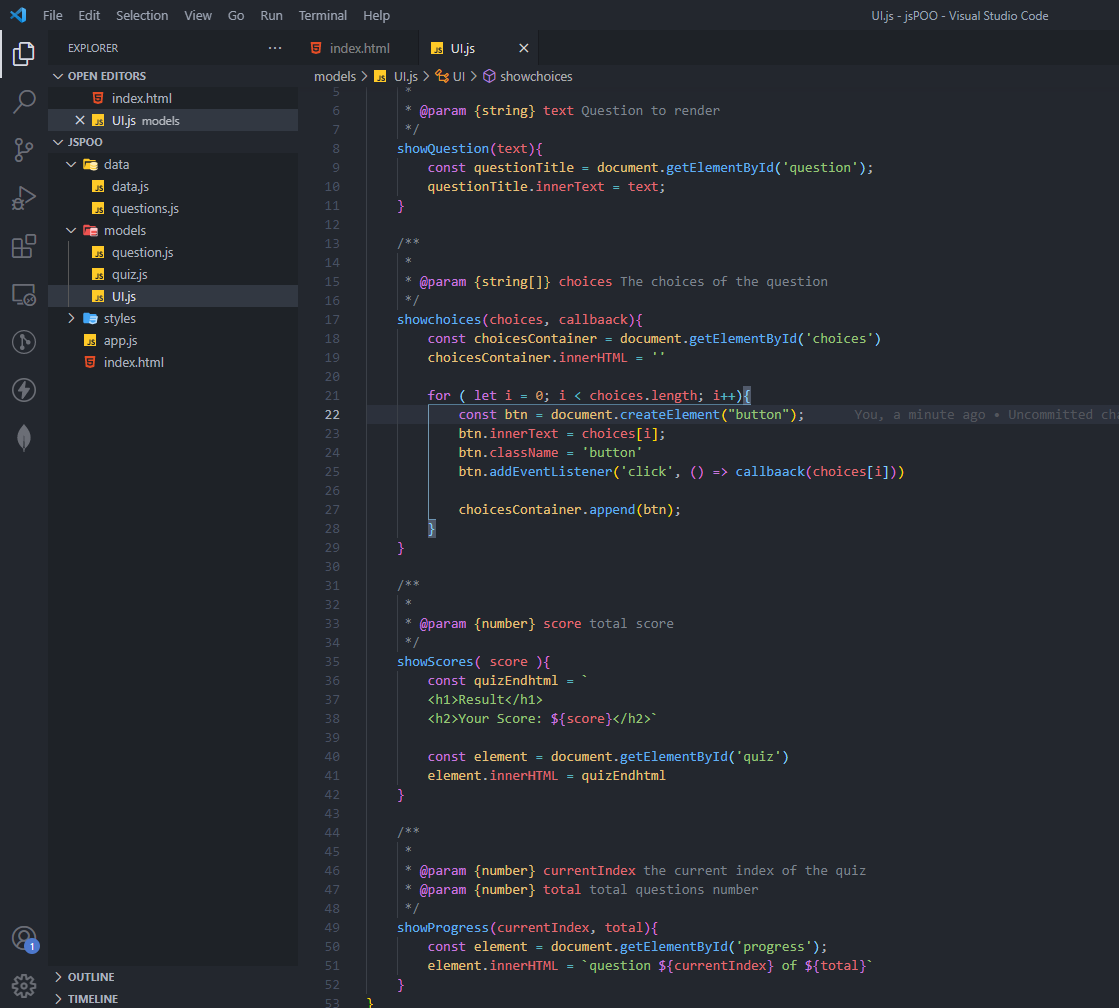 File Edit Selection View Go Run Terminal Help
UI.js - jsPOO - Visual Studio Code
EXPLORER
OPEN EDITORS
index.html
UI.js models
JSPOO
data
data.js
questions.js
models
question.js
quiz.js
UI.js
styles
app.js
index.html
1
OUTLINE
TIMELINE
index.html
UI.js
models > UI.js > UI > showchoices
5 *
6 * @param {string} text Question to render
7 */
8 showQuestion(text){
9 const questionTitle = document.getElementById('question');
10 questionTitle.innerText = text;
11 }
12
13 /**
14 *
15 * @param {string[]} choices The choices of the question
16 */
17 showchoices(choices, callbaack){
18 const choicesContainer = document.getElementById('choices')
19 choicesContainer.innerHTML = ''
20
21 for ( let i = 0; i < choices.length; i++){
22 const btn = document.createElement("button"); You, a minute ago • Uncommitted cha
23 btn.innerText = choices[i];
24 btn.className = 'button'
25 btn.addEventListener('click', () => callbaack(choices[i]))
26
27 choicesContainer.append(btn);
28 }
29 }
30
31 /**
32 *
33 * @param {number} score total score
34 */
35 showScores( score ){
36 const quizEndhtml = `
37 <h1>Result</h1>
38 <h2>Your Score: ${score}</h2>`
39
40 const element = document.getElementById('quiz')
41 element.innerHTML = quizEndhtml
42 }
43
44 /**
45 *
46 * @param {number} currentIndex the current index of the quiz
47 * @param {number} total total questions number
48 */
49 showProgress(currentIndex, total){
50 const element = document.getElementById('progress');
51 element.innerHTML = `question ${currentIndex} of ${total}`
52 }
53 }